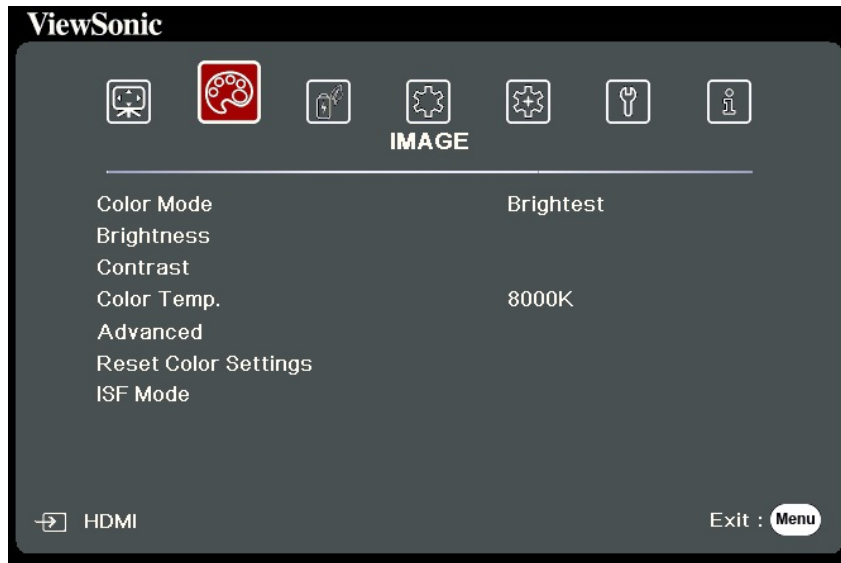 ViewSonic
IMAGE
Color Mode Brightest
Brightness
Contrast
Color Temp. 8000K
Advanced
Reset Color Settings
ISF Mode
HDMI Exit : Menu